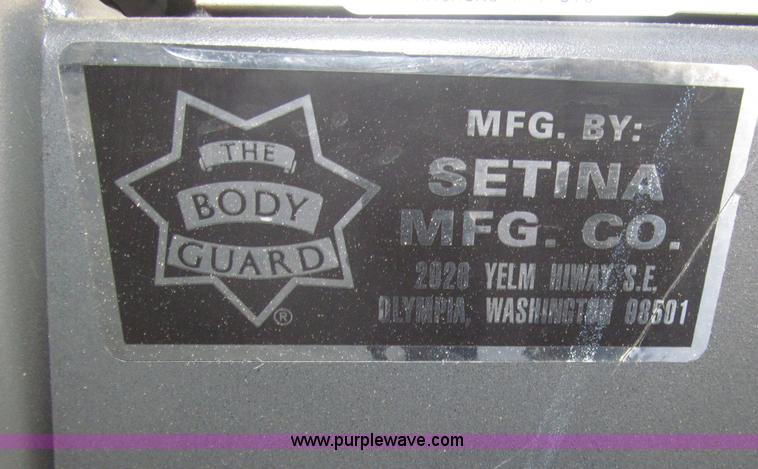 THE
BODY
GUARD
®
MFG. BY:
SETINA
MFG. CO.
2926 YELM HIWAY S.E.
OLYMPIA, WASHINGTON 98501
www.purplewave.com